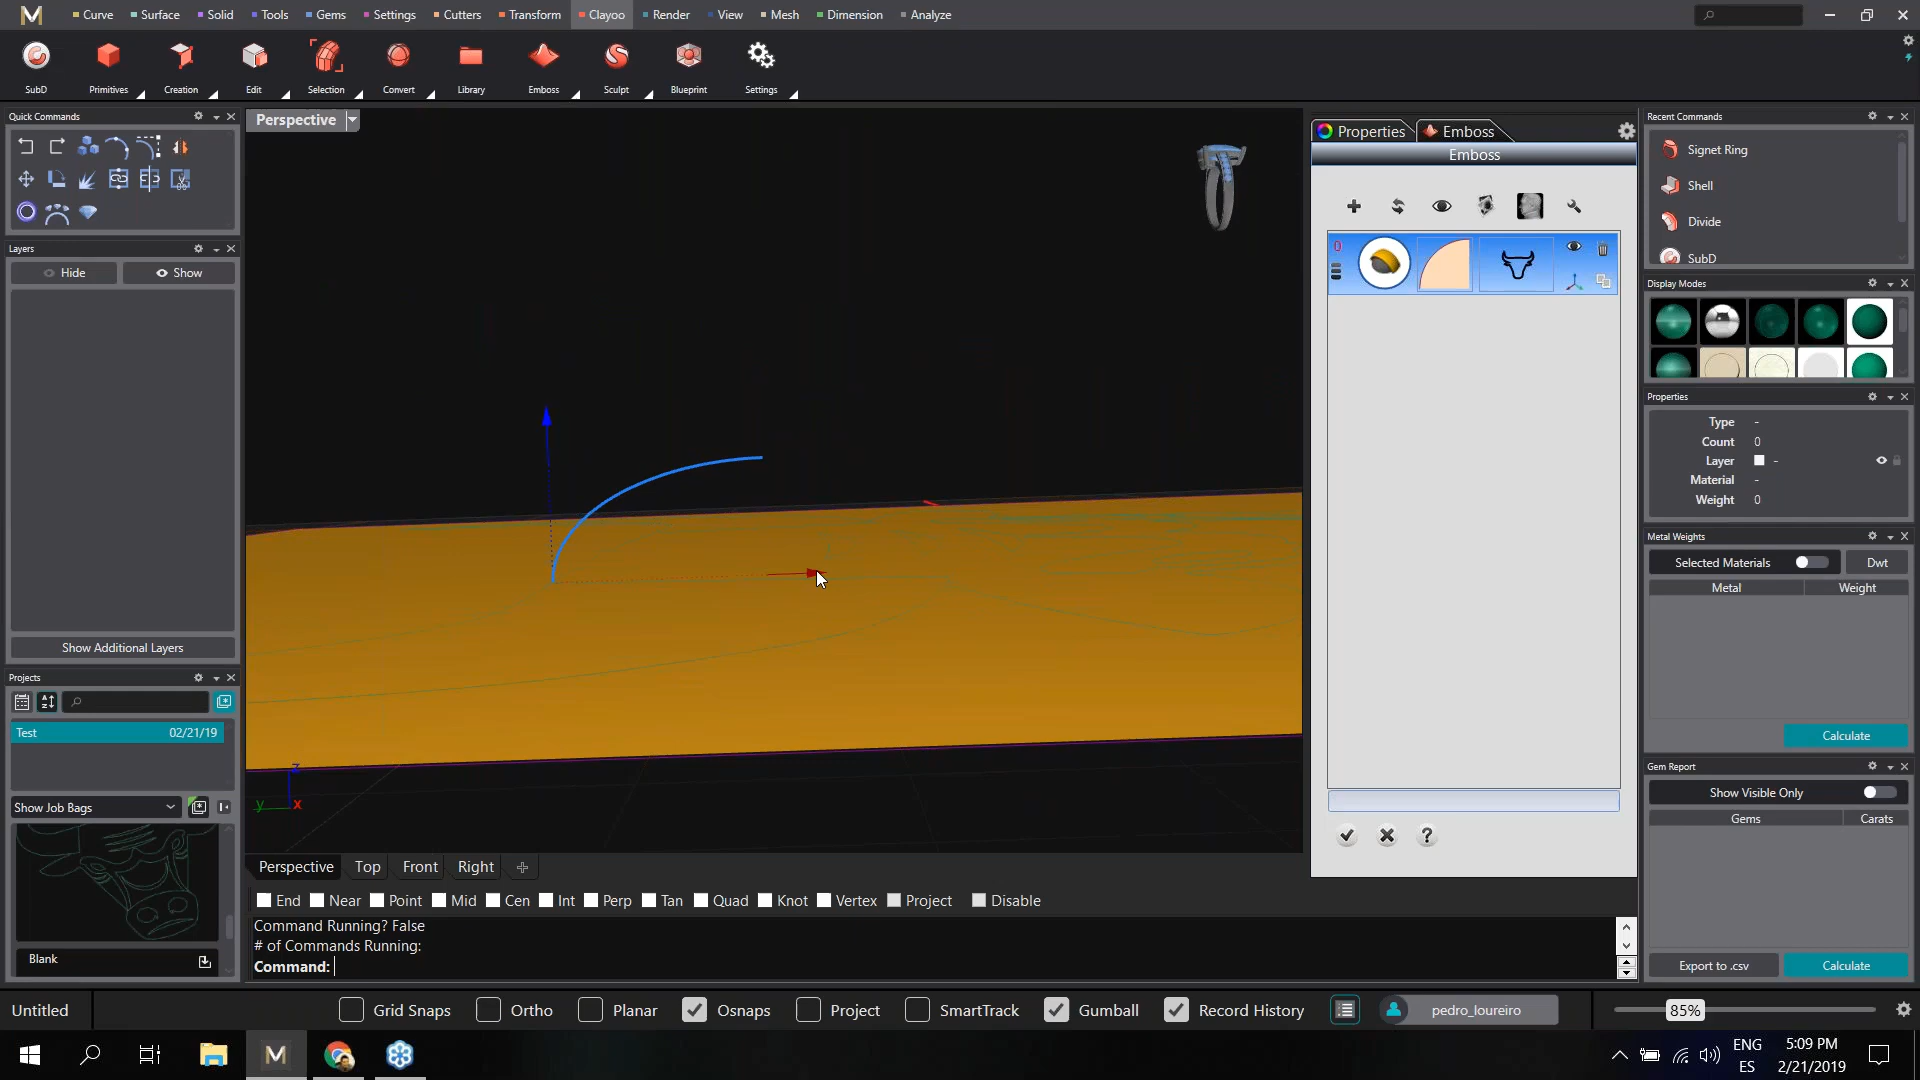 Curve Surface Solid Tools Gems Settings Cutters Transform Clayoo Render View Mesh Dimension Analyze
SubD Primitives Creation Edit Selection Convert Library Emboss Sculpt Blueprint Settings
Quick Commands
Layers
Hide Show
Show Additional Layers
Projects
Test 02/21/19
Show Job Bags
Blank
Perspective
z
y x
Perspective Top Front Right
End Near Point Mid Cen Int Perp Tan Quad Knot Vertex Project Disable
Command Running? False
# of Commands Running:
Command:
Properties Emboss
Emboss
0
Recent Commands
Signet Ring
Shell
Divide
SubD
Display Modes
Properties
Type -
Count 0
Layer -
Material -
Weight 0
Metal Weights
Selected Materials Dwt
Metal Weight
Calculate
Gem Report
Show Visible Only
Gems Carats
Export to .csv Calculate
Untitled Grid Snaps Ortho Planar Osnaps Project SmartTrack Gumball Record History pedro_loureiro 85%
ENG 5:09 PM
ES 2/21/2019